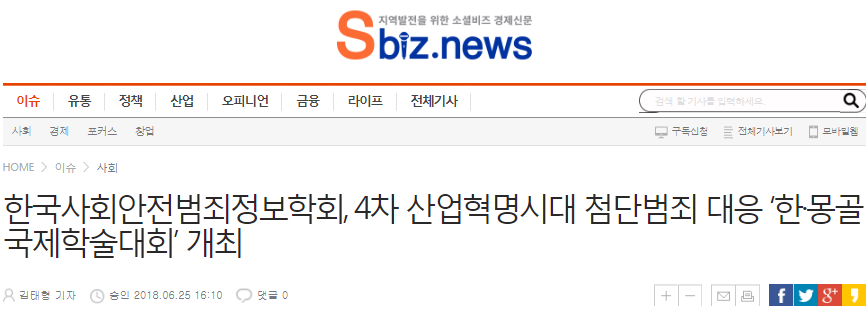 지역발전을 위한 소셜비즈 경제신문
Sbiz.news
이슈 유통 정책 산업 오피니언 금융 라이프 전체기사
검색 할 기사를 입력하세요.
사회 경제 포커스 창업
구독신청 전체기사보기 모바일웹
HOME > 이슈 > 사회
한국사회안전범죄정보학회, 4차 산업혁명시대 첨단범죄 대응 ‘한·몽골
국제학술대회’ 개최
김태형 기자 승인 2018.06.25 16:10 댓글 0